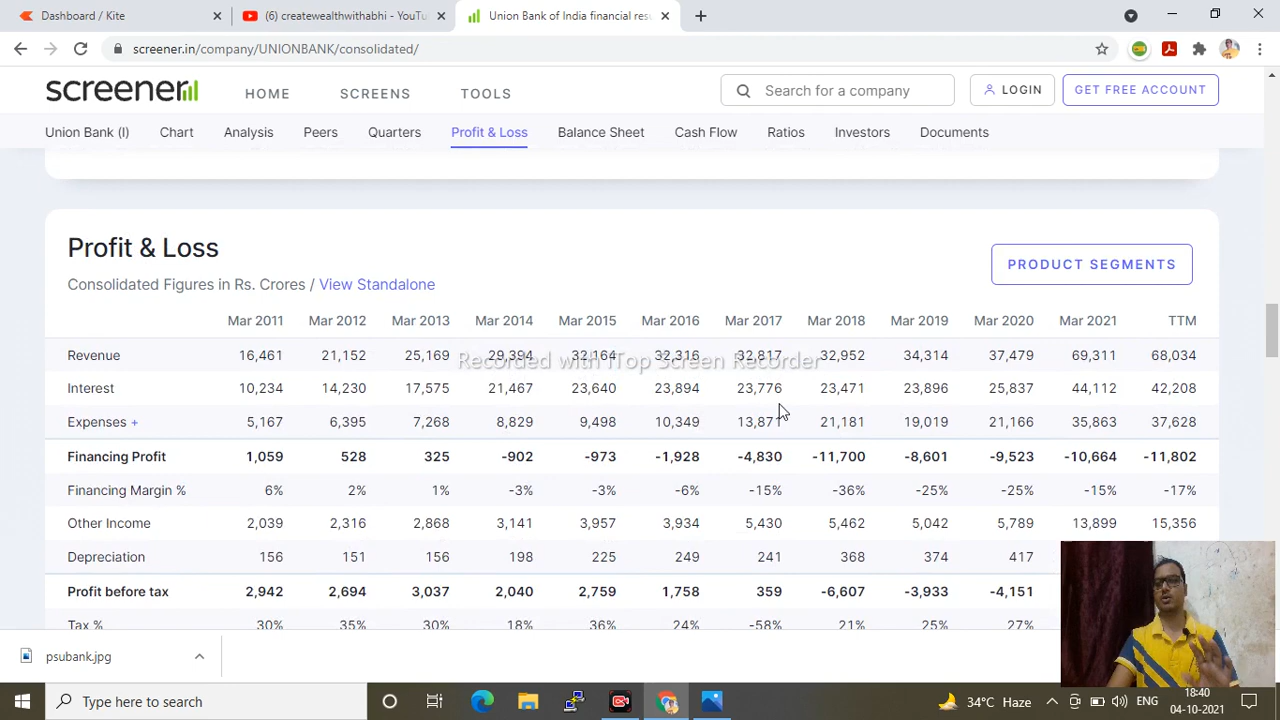 Dashboard / Kite
(6) createwealthwithabhi - YouTu
Union Bank of India financial resu
screener.in/company/UNIONBANK/consolidated/
screener
HOME
SCREENS
TOOLS
Search for a company
LOGIN
GET FREE ACCOUNT
Union Bank (I) Chart Analysis Peers Quarters Profit & Loss Balance Sheet Cash Flow Ratios Investors Documents
Profit & Loss
PRODUCT SEGMENTS
Consolidated Figures in Rs. Crores / View Standalone
Mar 2011 Mar 2012 Mar 2013 Mar 2014 Mar 2015 Mar 2016 Mar 2017 Mar 2018 Mar 2019 Mar 2020 Mar 2021 TTM
Revenue 16,461 21,152 25,169 29,394 32,164 32,316 32,817 32,952 34,314 37,479 69,311 68,034
Recorded with iTop Screen Recorder
Interest 10,234 14,230 17,575 21,467 23,640 23,894 23,776 23,471 23,896 25,837 44,112 42,208
Expenses + 5,167 6,395 7,268 8,829 9,498 10,349 13,871 21,181 19,019 21,166 35,863 37,628
Financing Profit 1,059 528 325 -902 -973 -1,928 -4,830 -11,700 -8,601 -9,523 -10,664 -11,802
Financing Margin % 6% 2% 1% -3% -3% -6% -15% -36% -25% -25% -15% -17%
Other Income 2,039 2,316 2,868 3,141 3,957 3,934 5,430 5,462 5,042 5,789 13,899 15,356
Depreciation 156 151 156 198 225 249 241 368 374 417
Profit before tax 2,942 2,694 3,037 2,040 2,759 1,758 359 -6,607 -3,933 -4,151
Tax % 30% 35% 30% 18% 36% 24% -58% 21% 25% 27%
psubank.jpg
Type here to search
34°C Haze
ENG
18:40
04-10-2021